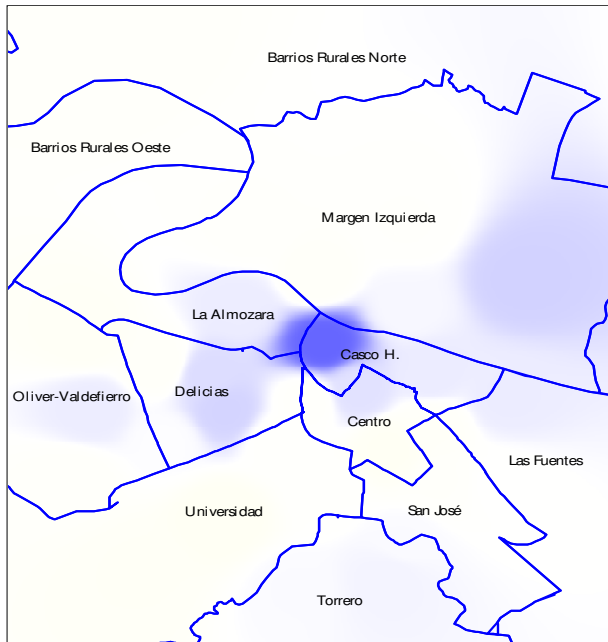 Barrios Rurales Norte
Barrios Rurales Oeste
Margen Izquierda
La Almozara
Casco H.
Oliver-Valdefierro
Delicias
Centro
Las Fuentes
Universidad
San José
Torrero